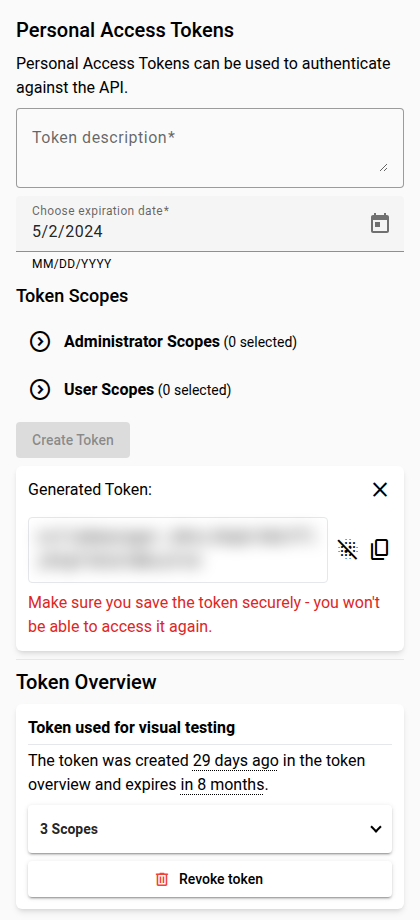 Personal Access Tokens
Personal Access Tokens can be used to authenticate
against the API.
Token description*
Choose expiration date*
5/2/2024
MM/DD/YYYY
Token Scopes
Administrator Scopes (0 selected)
User Scopes (0 selected)
Create Token
Generated Token:
Make sure you save the token securely - you won't
be able to access it again.
Token Overview
Token used for visual testing
The token was created 29 days ago in the token
overview and expires in 8 months.
3 Scopes
Revoke token